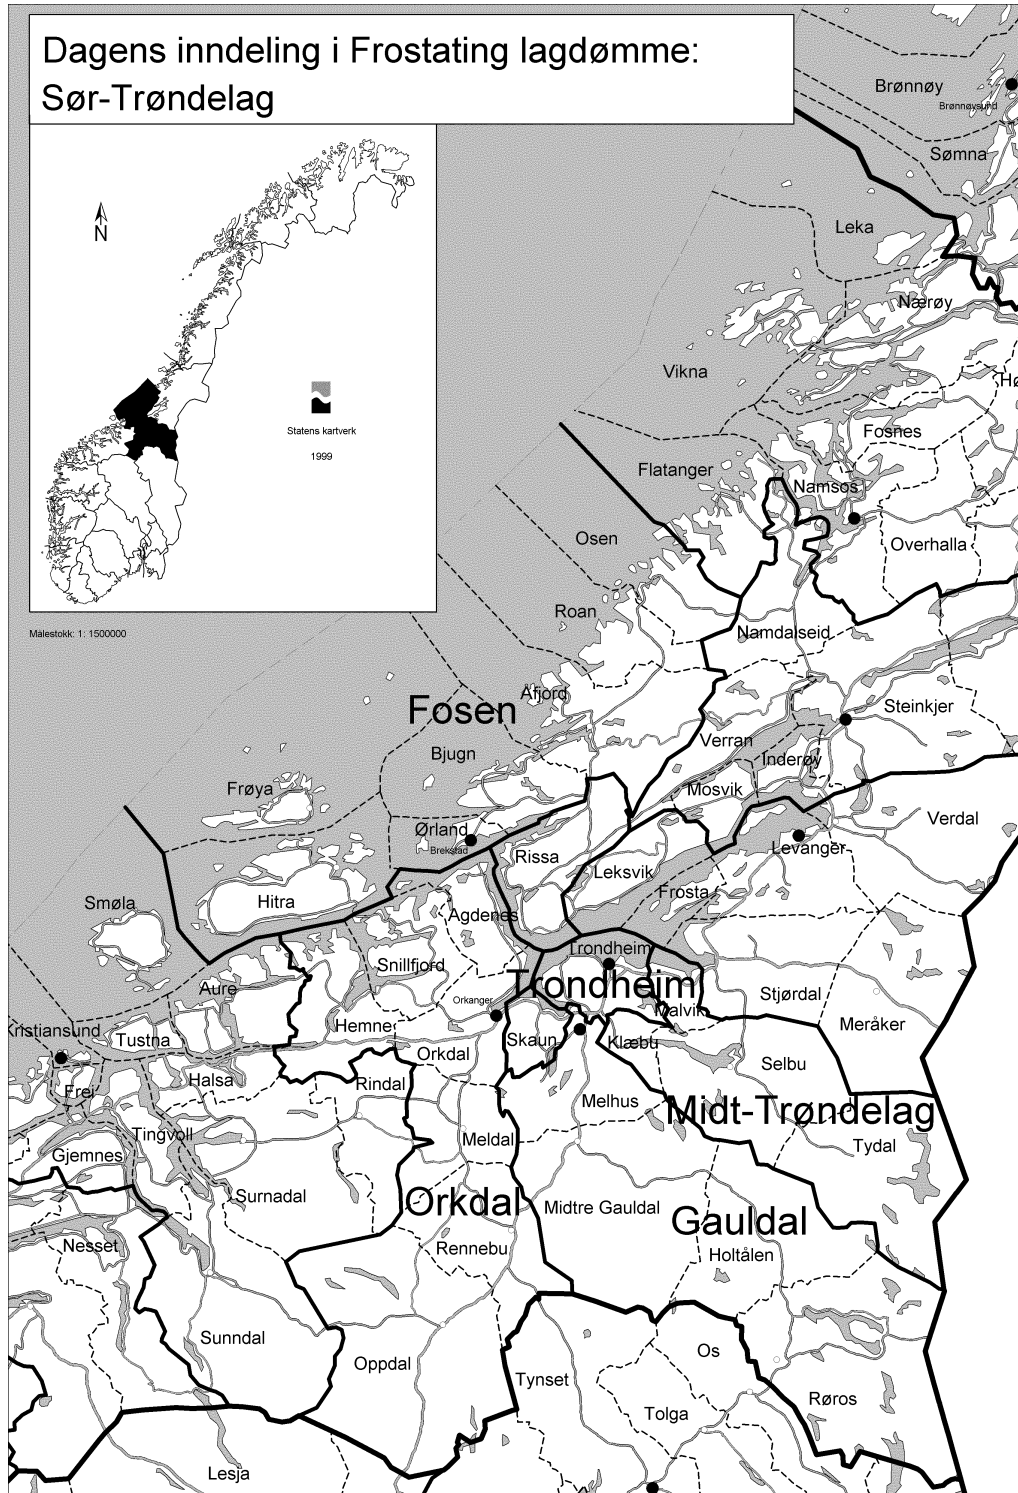 Dagens inndeling i Frostating lagdømme:
Sør-Trøndelag
N
Statens kartverk
1999
Målestokk: 1: 1500000
Brønnøy
Brønnøysund
Sømna
Leka
Nærøy
Vikna
Hø
Fosnes
Flatanger
Namsos
Osen
Overhalla
Roan
Namdalseid
Åfjord
Fosen
Steinkjer
Bjugn
Verran
Inderøy
Frøya
Mosvik
Verdal
Ørland
Brekstad
Levanger
Rissa
Leksvik
Frosta
Smøla
Hitra
Agdenes
Trondheim
Snillfjord
Trondheim
Aure
Stjørdal
Orkanger
Malvik
Meråker
Kristiansund
Hemne
Tustna
Skaun
Klæbu
Orkdal
Selbu
Halsa
Rindal
Frei
Melhus
Midt-Trøndelag
Tingvoll
Meldal
Tydal
Gjemnes
Surnadal
Orkdal
Midtre Gauldal
Gauldal
Nesset
Rennebu
Holtålen
Sunndal
Oppdal
Os
Tynset
Røros
Tolga
Lesja